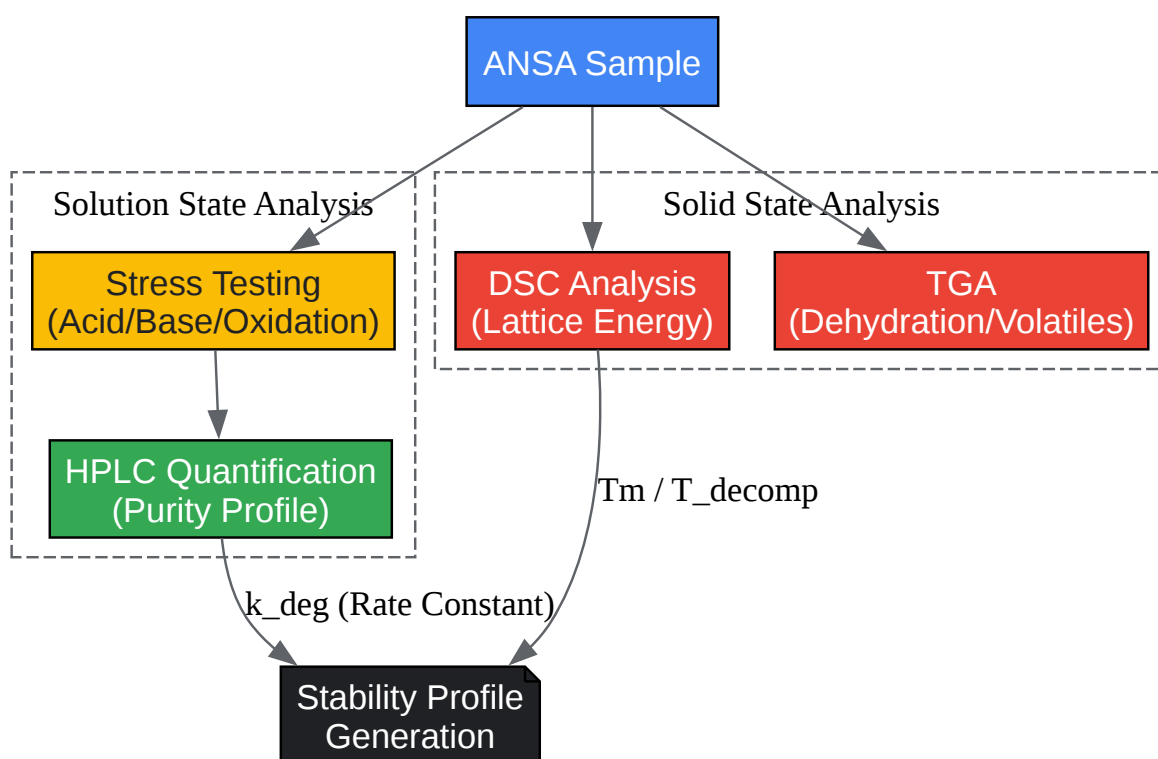 ANSA Sample
Solution State Analysis
Solid State Analysis
Stress Testing
(Acid/Base/Oxidation)
DSC Analysis
(Lattice Energy)
TGA
(Dehydration/Volatiles)
HPLC Quantification
(Purity Profile)
Tm / T_decomp
k_deg (Rate Constant)
Stability Profile
Generation